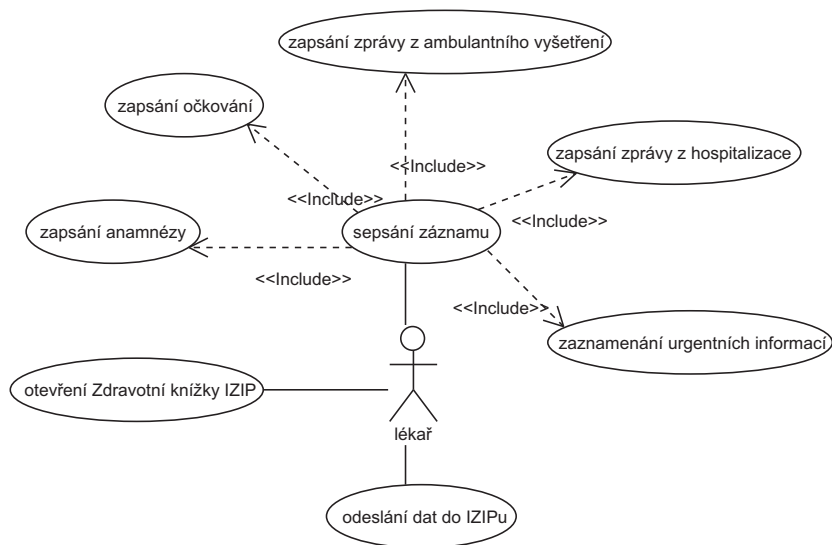 zapsání zprávy z ambulantního vyšetření
zapsání očkování
<<Include>>
zapsání zprávy z hospitalizace
<<Include>>
<<Include>>
zapsání anamnézy
sepsání záznamu
<<Include>>
<<Include>>
zaznamenání urgentních informací
otevření Zdravotní knížky IZIP
lékař
odeslání dat do IZIPu